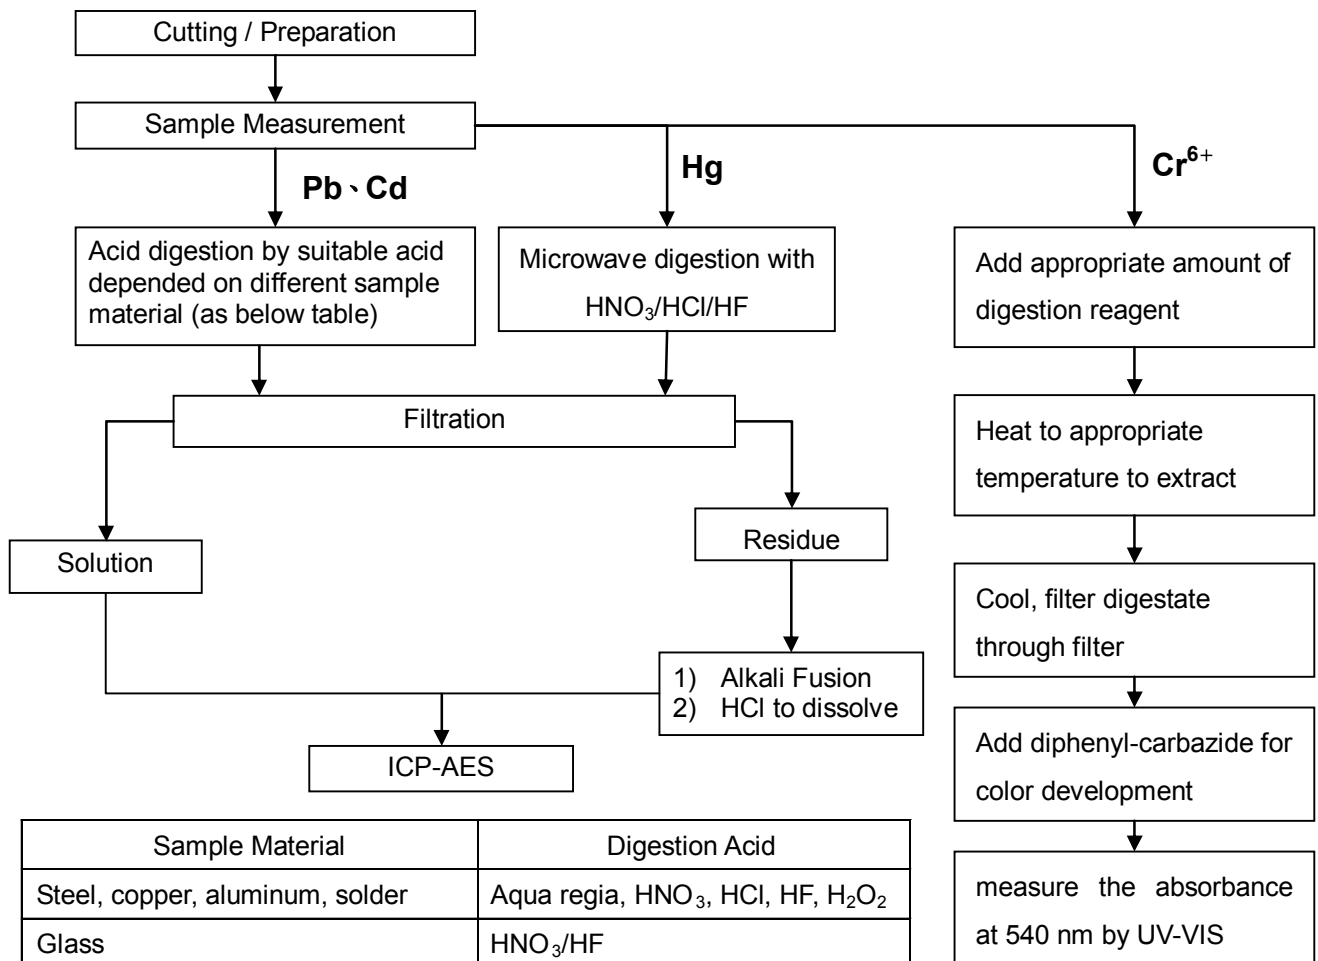 Cutting / Preparation
Sample Measurement
Pb、Cd
Hg
Cr⁶⁺
Acid digestion by suitable acid
depended on different sample
material (as below table)
Microwave digestion with
HNO₃/HCl/HF
Add appropriate amount of
digestion reagent
Filtration
Heat to appropriate
temperature to extract
Solution
Residue
Cool, filter digestate
through filter
1) Alkali Fusion
2) HCl to dissolve
ICP-AES
Add diphenyl-carbazide for
color development
measure the absorbance
at 540 nm by UV-VIS
Sample Material Digestion Acid
Steel, copper, aluminum, solder Aqua regia, HNO₃, HCl, HF, H₂O₂
Glass HNO₃/HF